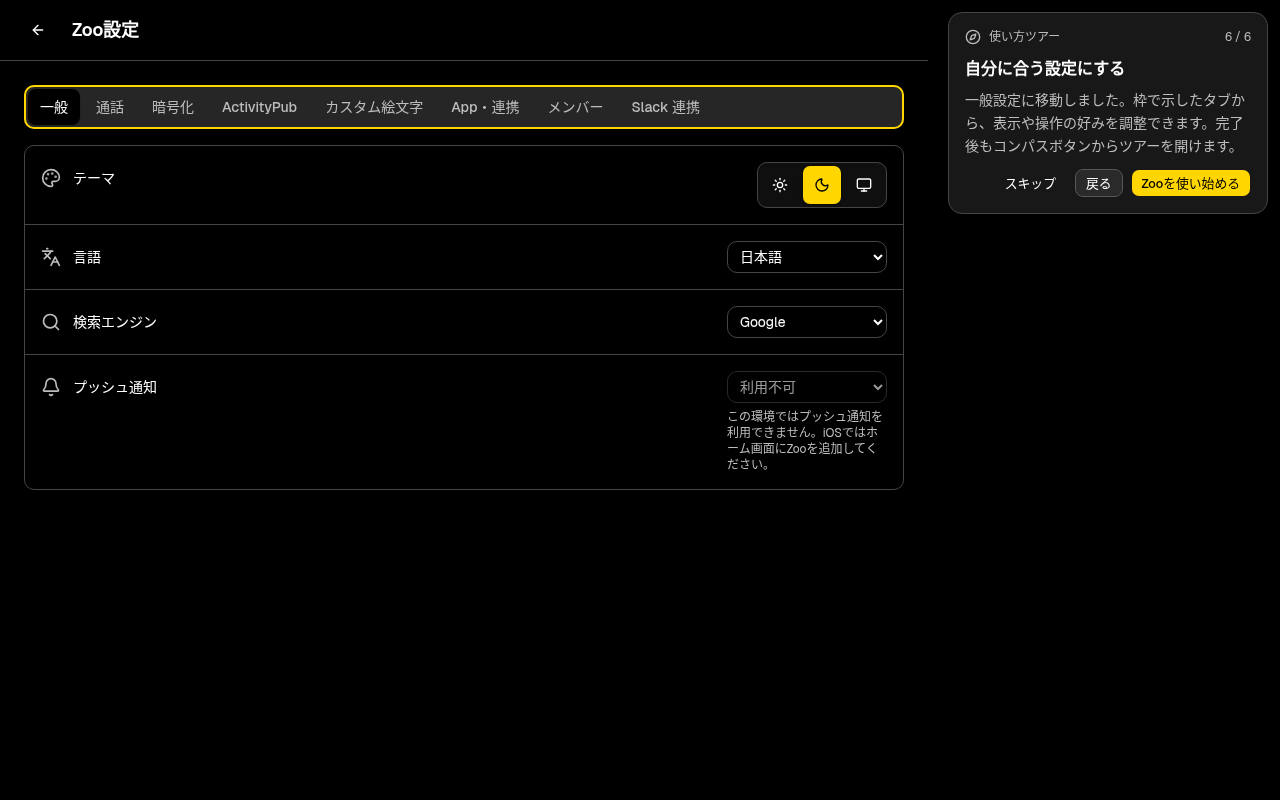 Zoo設定
一般 通話 暗号化 ActivityPub カスタム絵文字 App・連携 メンバー Slack 連携
テーマ
言語
日本語
検索エンジン
Google
プッシュ通知
利用不可
この環境ではプッシュ通知を
利用できません。iOSではホ
ーム画面にZooを追加してく
ださい。
使い方ツアー
6 / 6
自分に合う設定にする
一般設定に移動しました。枠で示したタブか
ら、表示や操作の好みを調整できます。完了
後もコンパスボタンからツアーを開けます。
スキップ 戻る Zooを使い始める